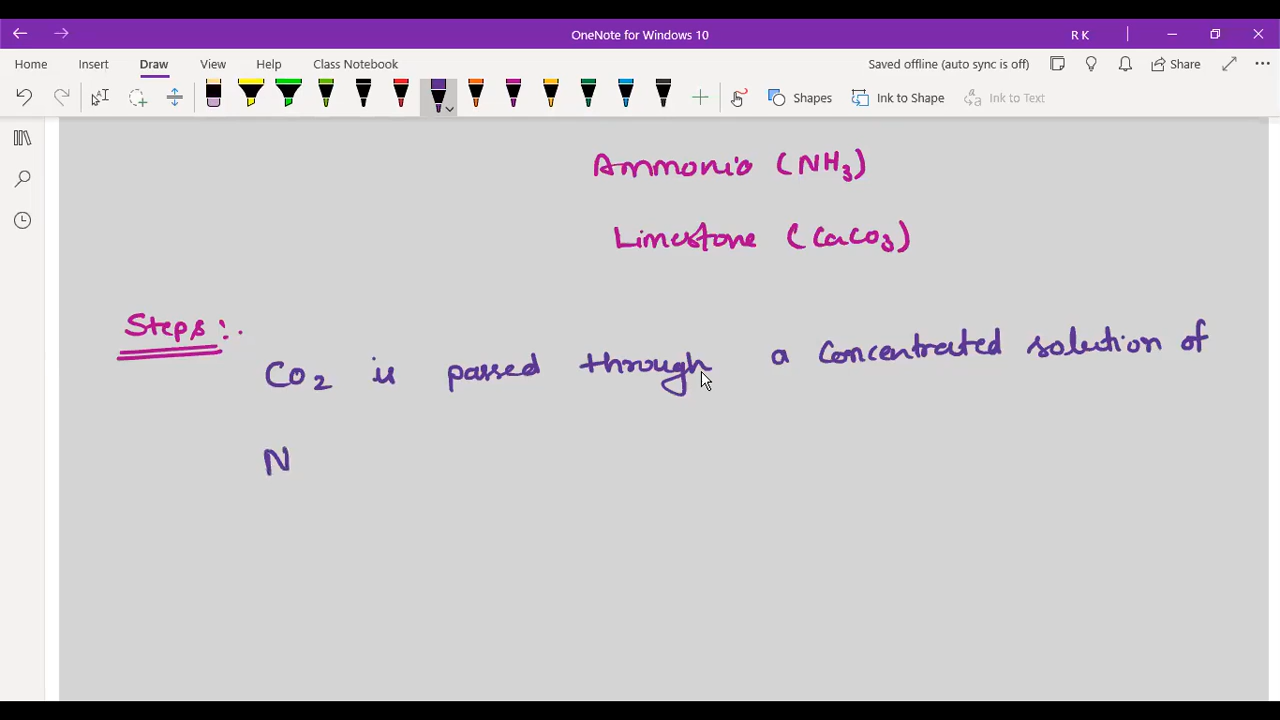 OneNote for Windows 10
R K
Home Insert Draw View Help Class Notebook
Saved offline (auto sync is off) Share
Shapes Ink to Shape Ink to Text
Ammonia (NH3)
Limestone (CaCo3)
Steps:.
Co2 is passed through a concentrated solution of
N